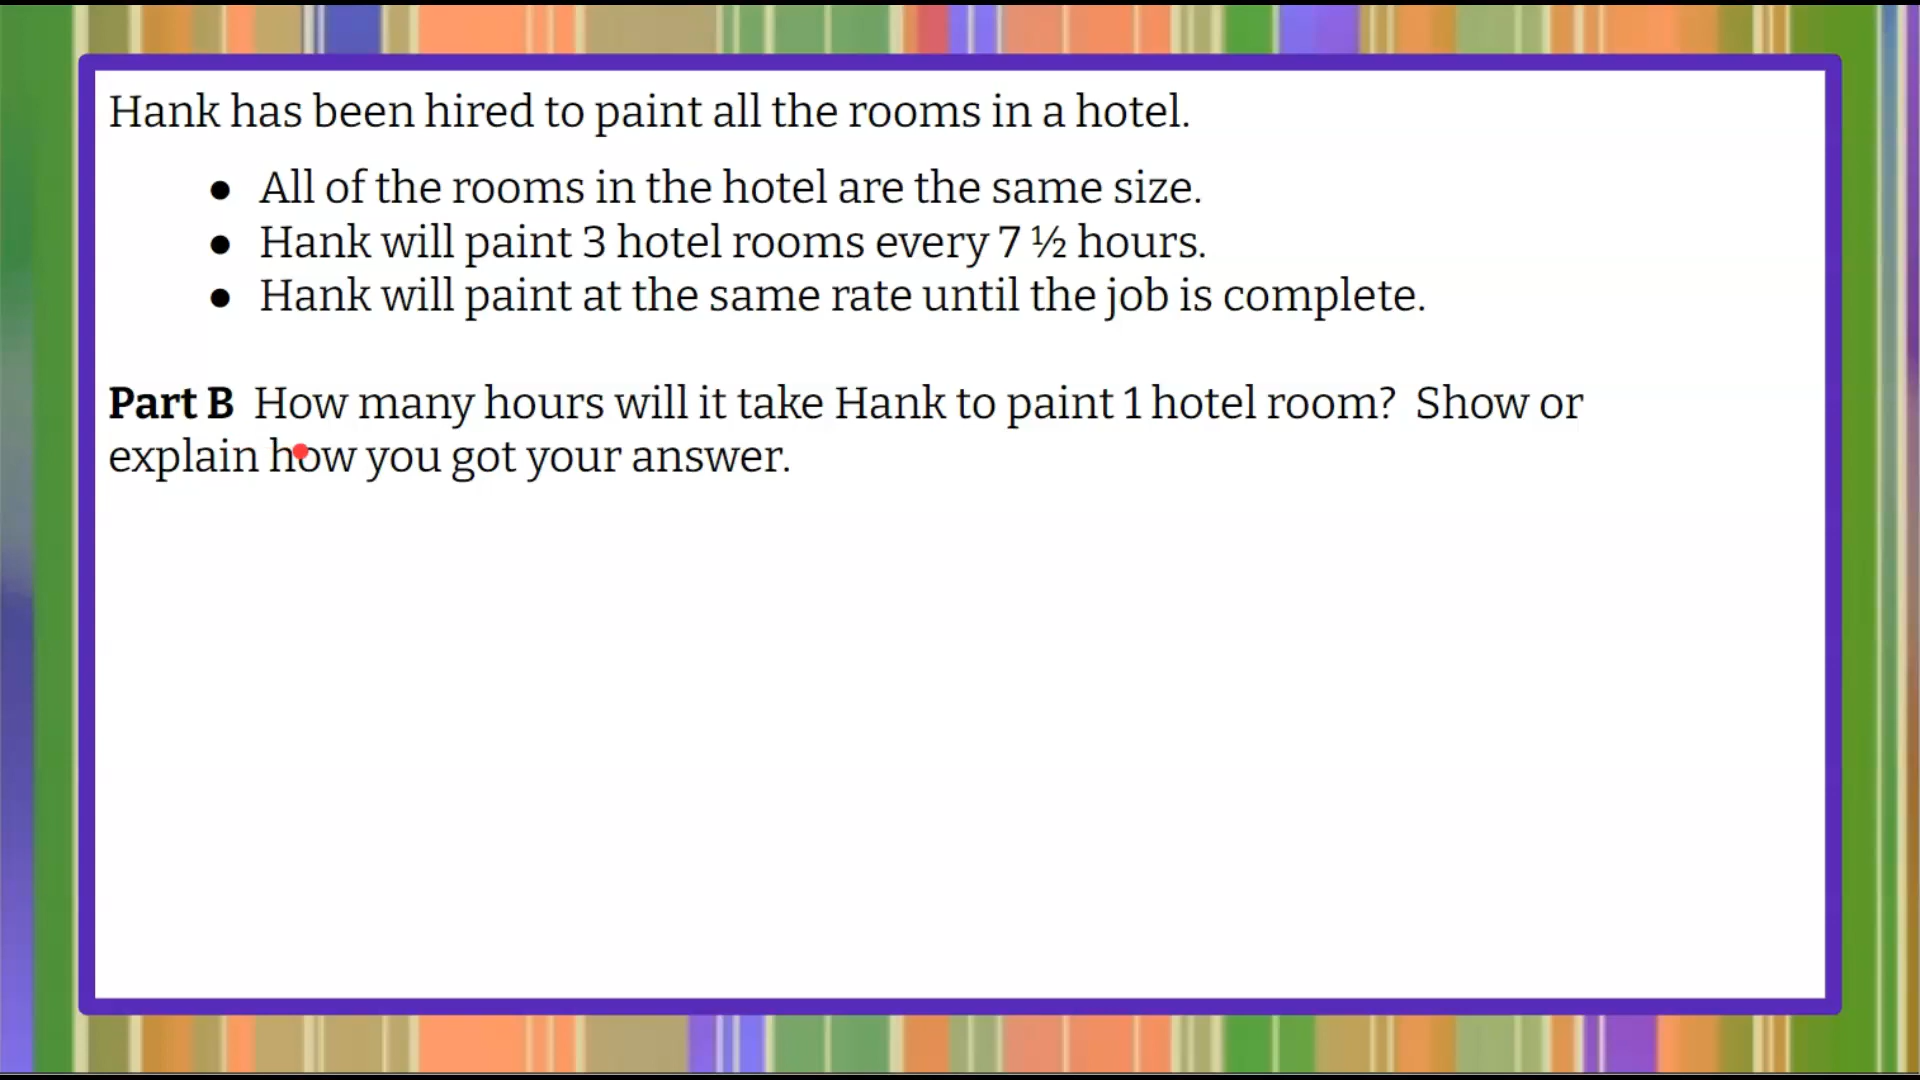 Hank has been hired to paint all the rooms in a hotel.
● All of the rooms in the hotel are the same size.
● Hank will paint 3 hotel rooms every 7 ½ hours.
● Hank will paint at the same rate until the job is complete.
Part B How many hours will it take Hank to paint 1 hotel room? Show or
explain how you got your answer.